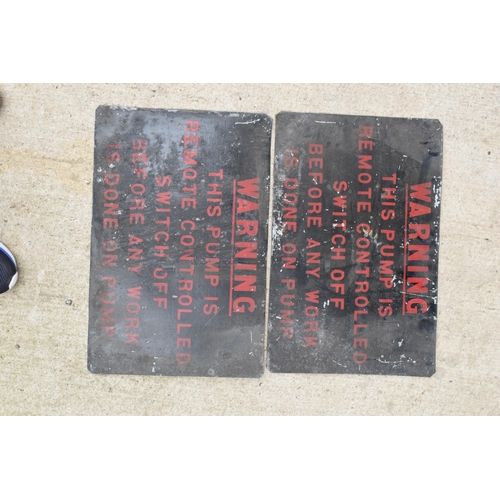 WARNING
THIS PUMP IS
REMOTE CONTROLLED
SWITCH OFF
BEFORE ANY WORK
IS DONE ON PUMP
WARNING
THIS PUMP IS
REMOTE CONTROLLED
SWITCH OFF
BEFORE ANY WORK
IS DONE ON PUMP